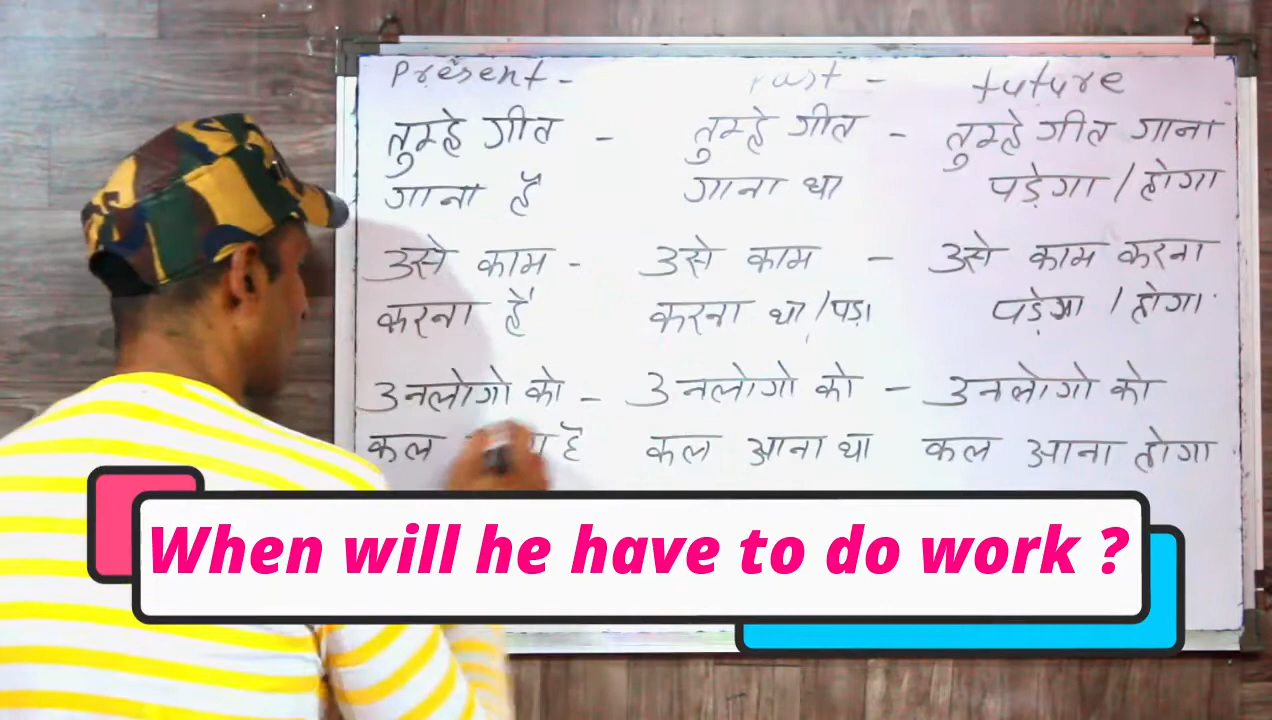 Present - Past - future
तुम्हे गीत - तुम्हे गीत - तुम्हे गीत गाना
गाना है गाना था पड़ेगा / होगा
उसे काम - उसे काम - उसे काम करना
करना है करना था / पड़ा पड़ेगा / होगा
उनलोगो को - उनलोगो को - उनलोगो को
कल है कल आना था कल आना होगा
When will he have to do work ?